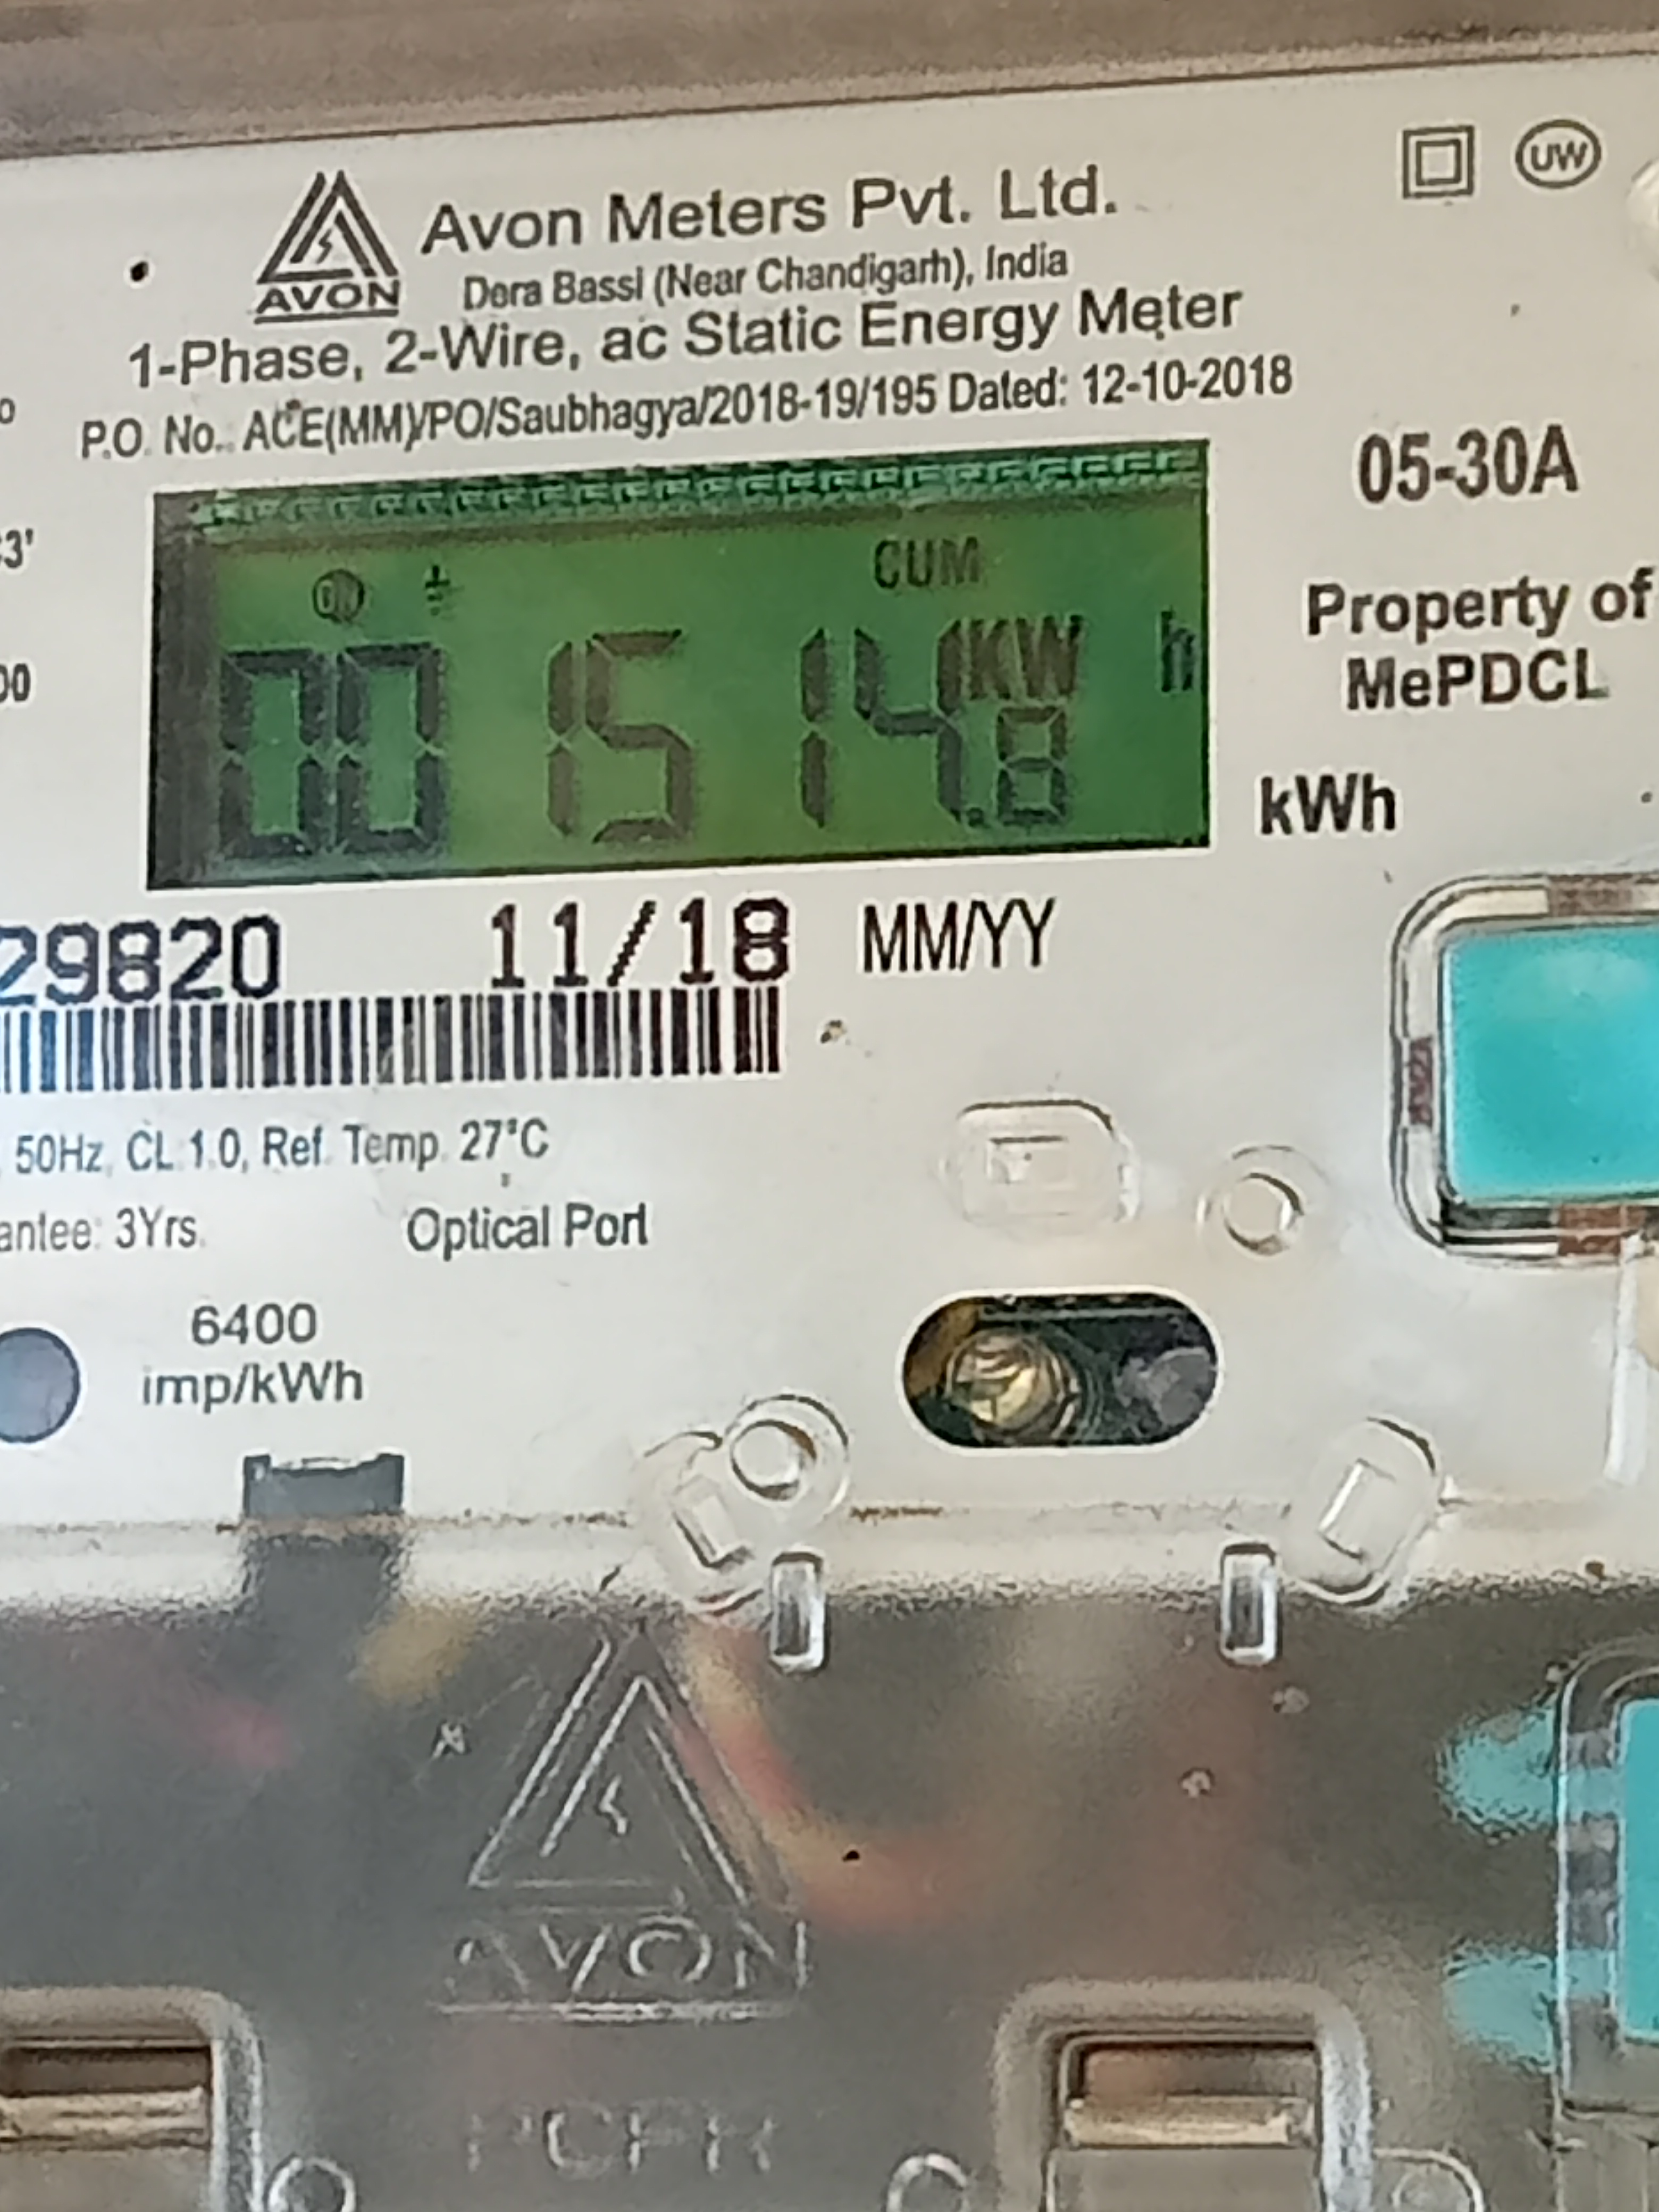 UW
AVON
Avon Meters Pvt. Ltd.
Dera Bassi (Near Chandigarh), India
1-Phase, 2-Wire, ac Static Energy Meter
P.O. No.. ACE(MM)/PO/Saubhagya/2018-19/195 Dated: 12-10-2018
05-30A
CUM
001514.8 KW h
Property of
MePDCL
kWh
29820 11/18 MM/YY
50Hz, CL 1.0, Ref. Temp. 27°C
3Yrs.
Optical Port
6400
imp/kWh
AVON